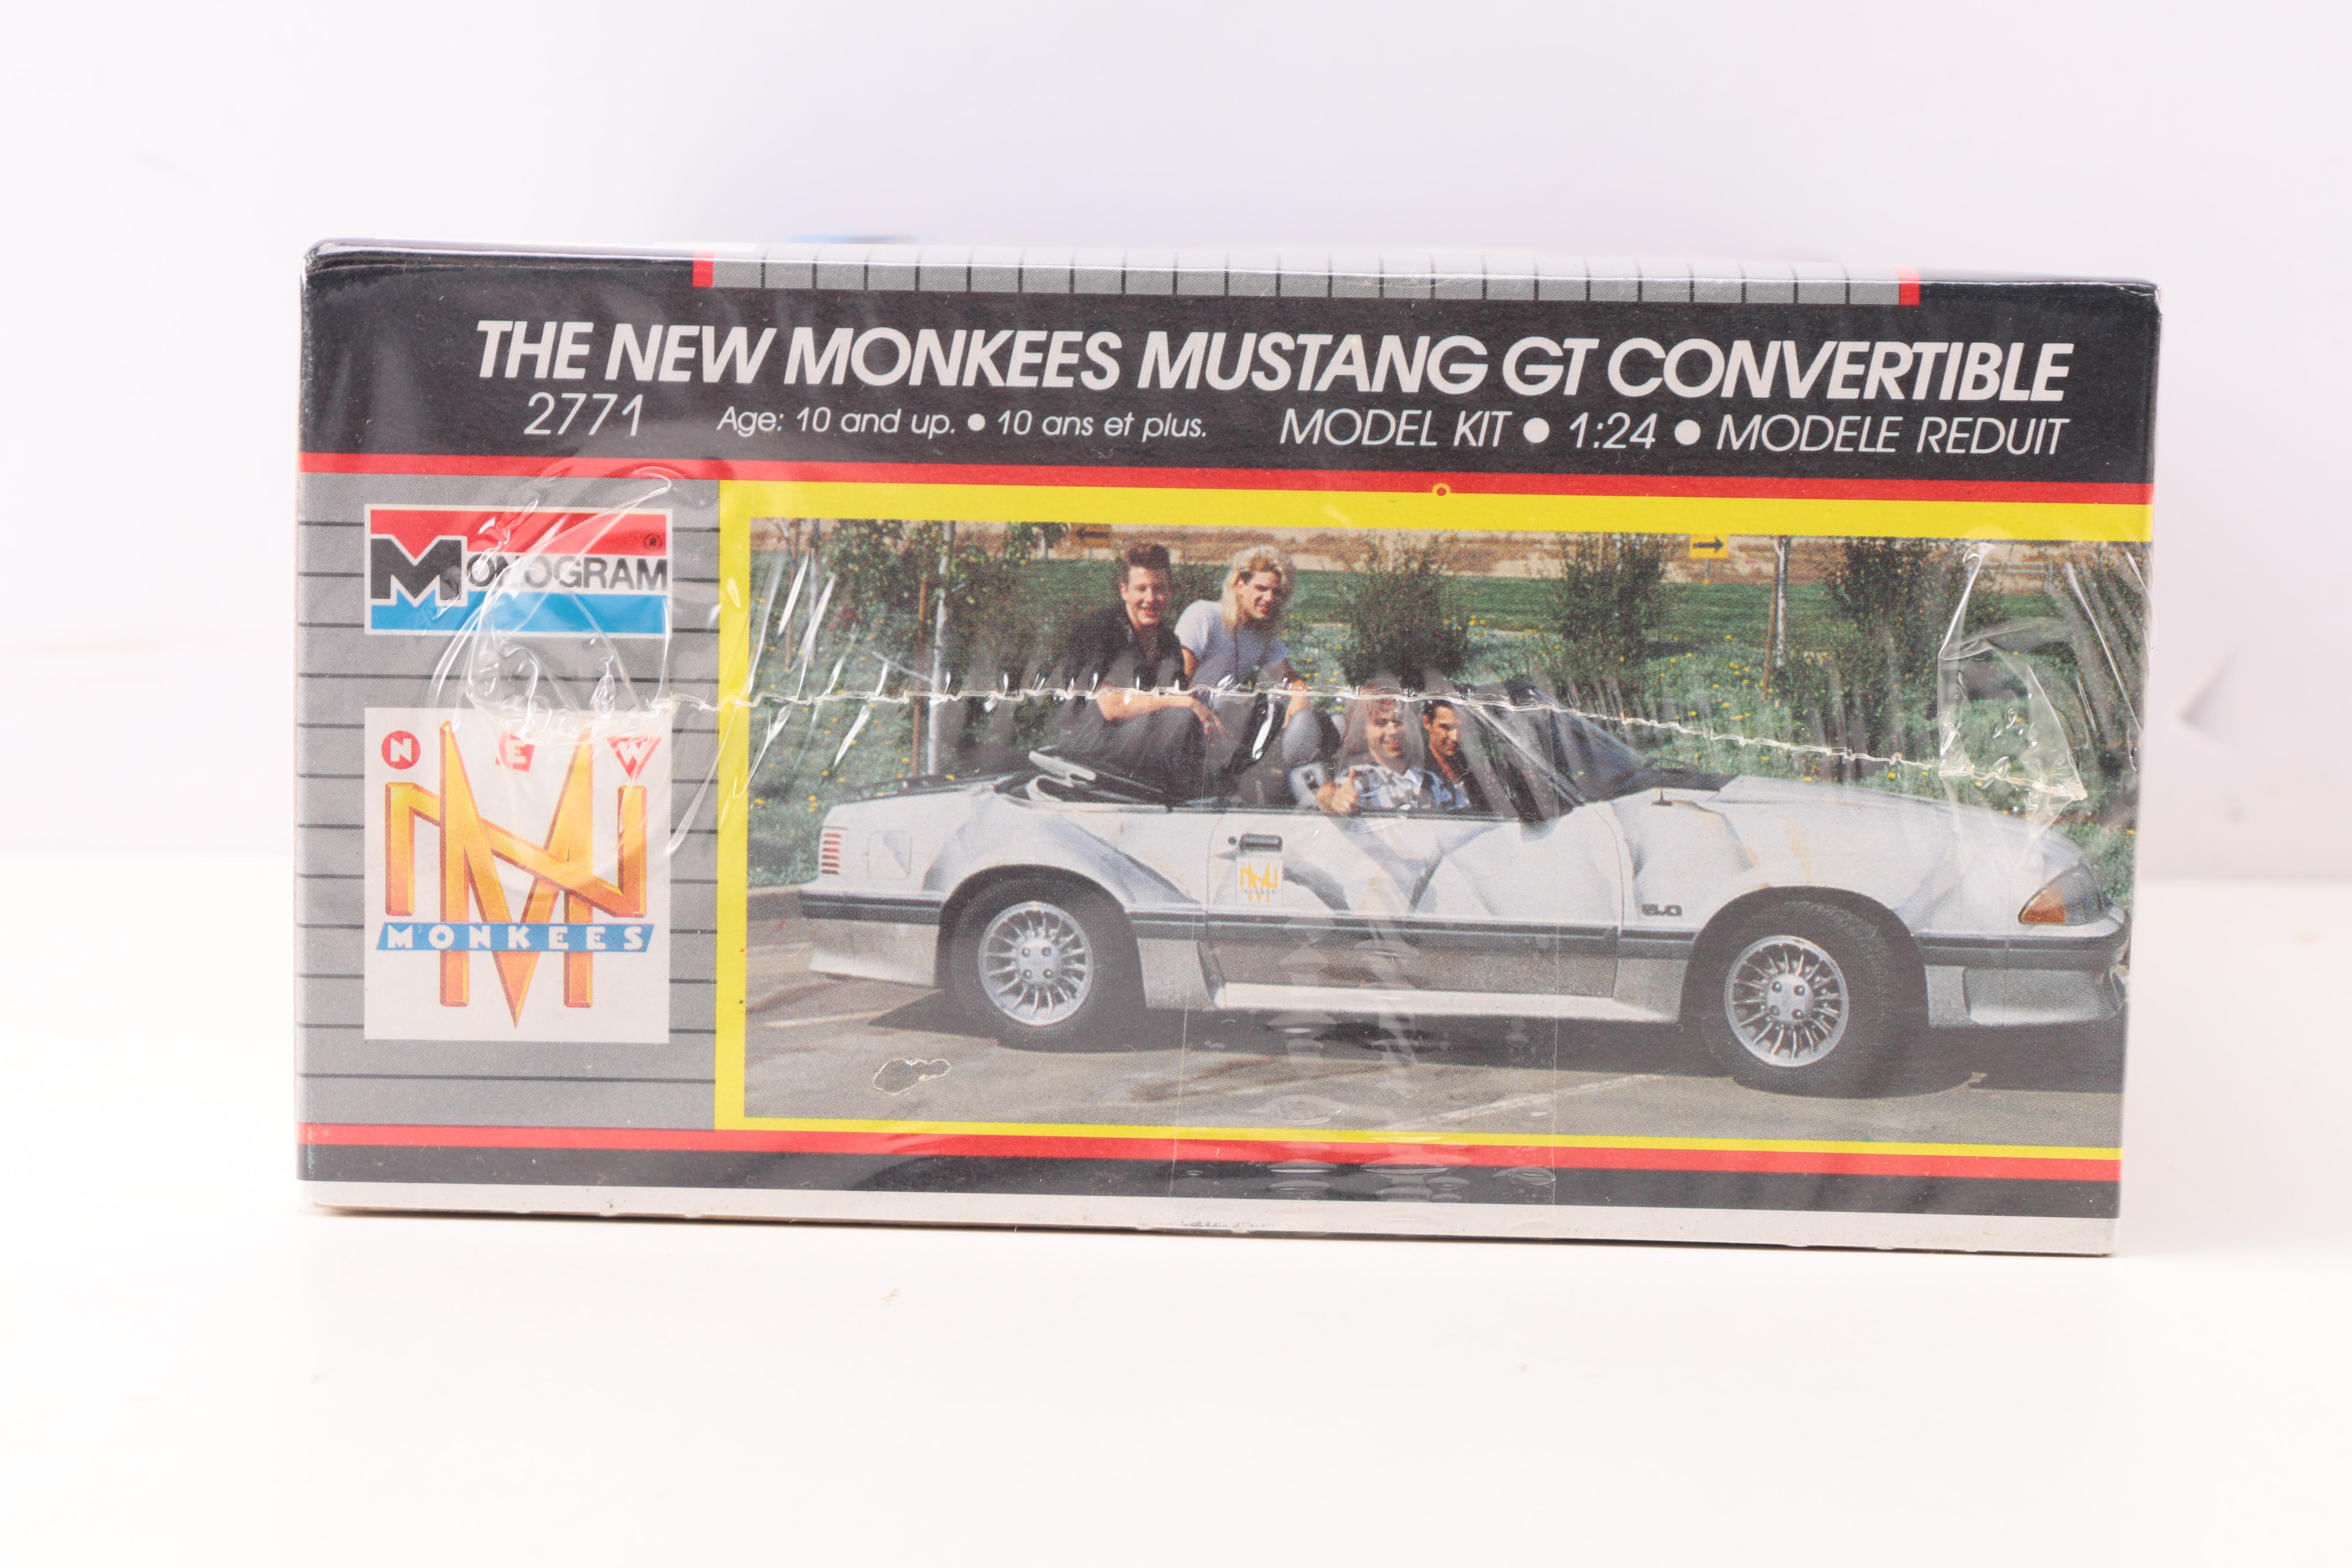 THE NEW MONKEES MUSTANG GT CONVERTIBLE
2771 Age: 10 and up. ● 10 ans et plus. MODEL KIT ● 1:24 ● MODELE REDUIT
MONOGRAM®
NEW
MONKEES
5.0